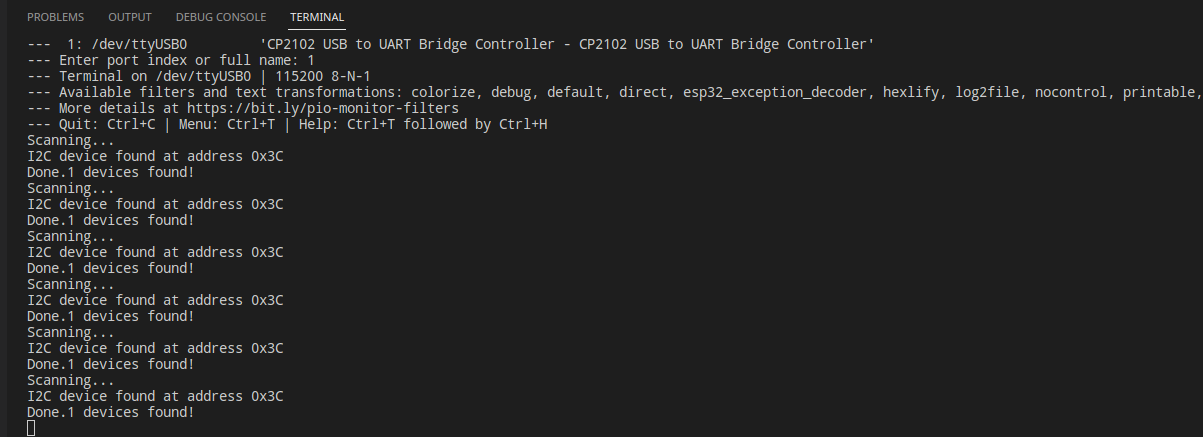 PROBLEMS OUTPUT DEBUG CONSOLE TERMINAL
--- 1: /dev/ttyUSB0 'CP2102 USB to UART Bridge Controller - CP2102 USB to UART Bridge Controller'
--- Enter port index or full name: 1
--- Terminal on /dev/ttyUSB0 | 115200 8-N-1
--- Available filters and text transformations: colorize, debug, default, direct, esp32_exception_decoder, hexlify, log2file, nocontrol, printable,
--- More details at https://bit.ly/pio-monitor-filters
--- Quit: Ctrl+C | Menu: Ctrl+T | Help: Ctrl+T followed by Ctrl+H
Scanning...
I2C device found at address 0x3C
Done.1 devices found!
Scanning...
I2C device found at address 0x3C
Done.1 devices found!
Scanning...
I2C device found at address 0x3C
Done.1 devices found!
Scanning...
I2C device found at address 0x3C
Done.1 devices found!
Scanning...
I2C device found at address 0x3C
Done.1 devices found!
Scanning...
I2C device found at address 0x3C
Done.1 devices found!